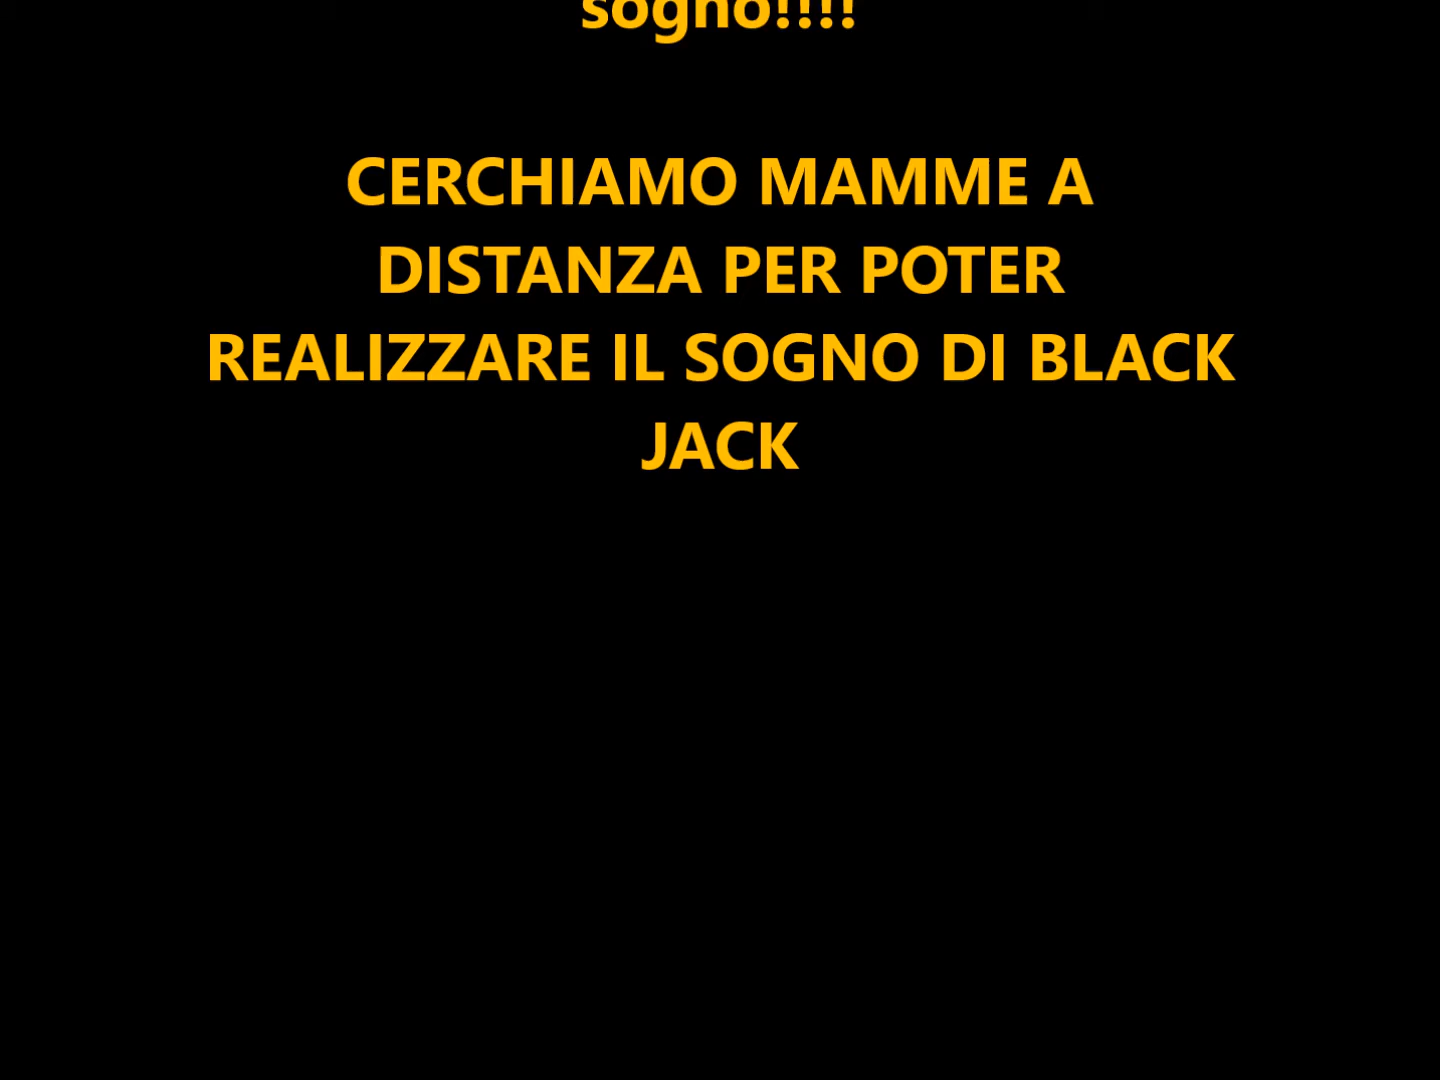 sogno!!!!
CERCHIAMO MAMME A
DISTANZA PER POTER
REALIZZARE IL SOGNO DI BLACK
JACK